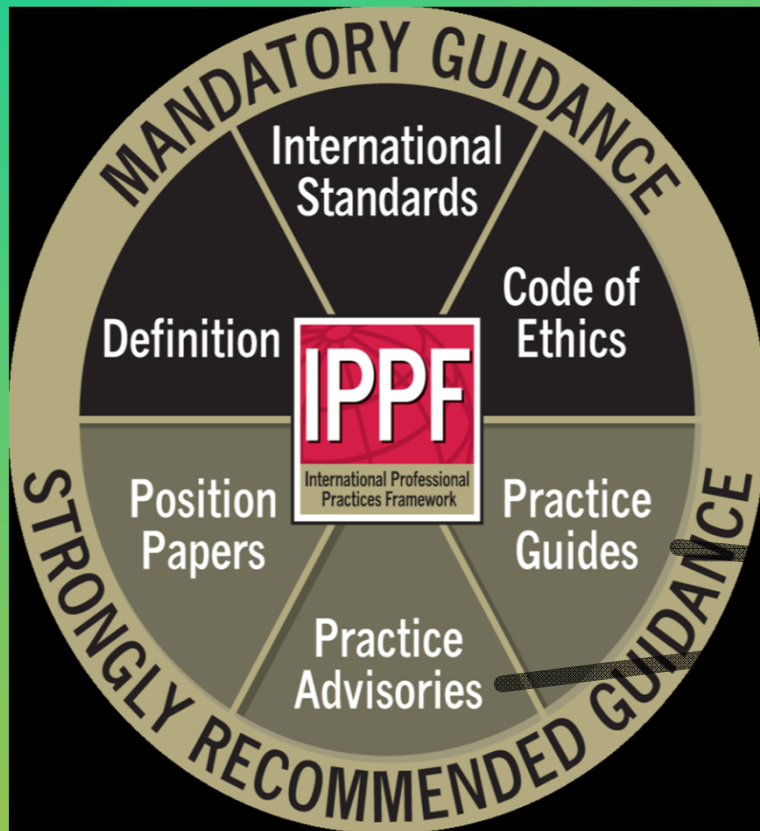 MANDATORY GUIDANCE
International
Standards
Definition
Code of
Ethics
IPPF
International Professional
Practices Framework
Position
Papers
Practice
Guides
Practice
Advisories
STRONGLY RECOMMENDED GUIDANCE